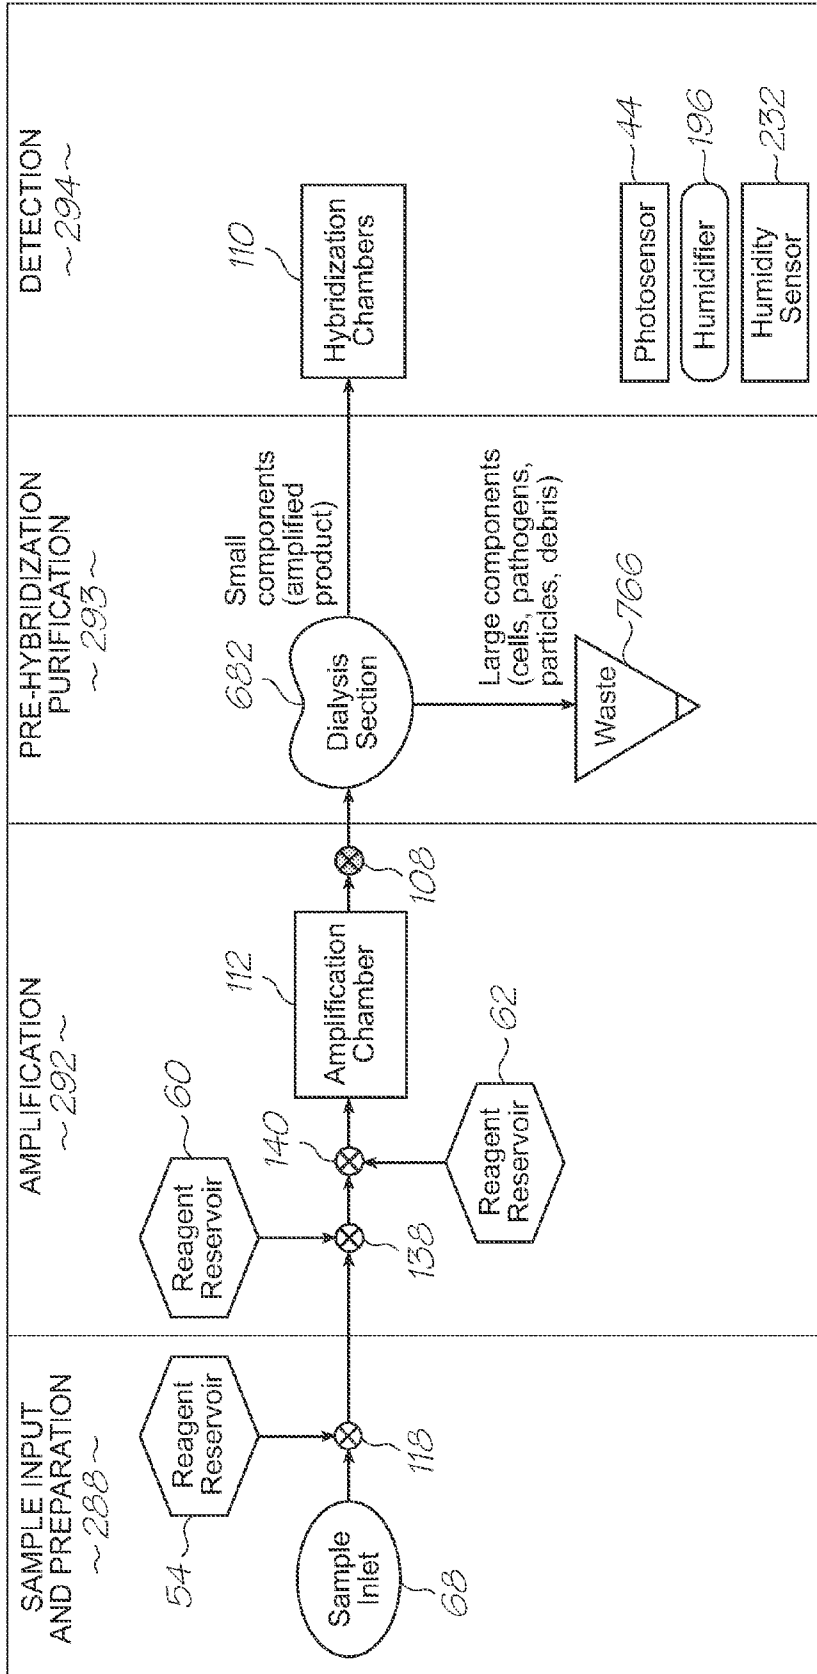 SAMPLE INPUT
AND PREPARATION
~288~
AMPLIFICATION
~292~
PRE-HYBRIDIZATION
PURIFICATION
~293~
DETECTION
~294~
54
Reagent
Reservoir
Sample
Inlet
68
118
60
Reagent
Reservoir
138
140
Reagent
Reservoir
62
112
Amplification
Chamber
108
682
Dialysis
Section
Small
components
(amplified
product)
Large components
(cells, pathogens,
particles, debris)
Waste
766
110
Hybridization
Chambers
Photosensor
44
Humidifier
196
Humidity
Sensor
232